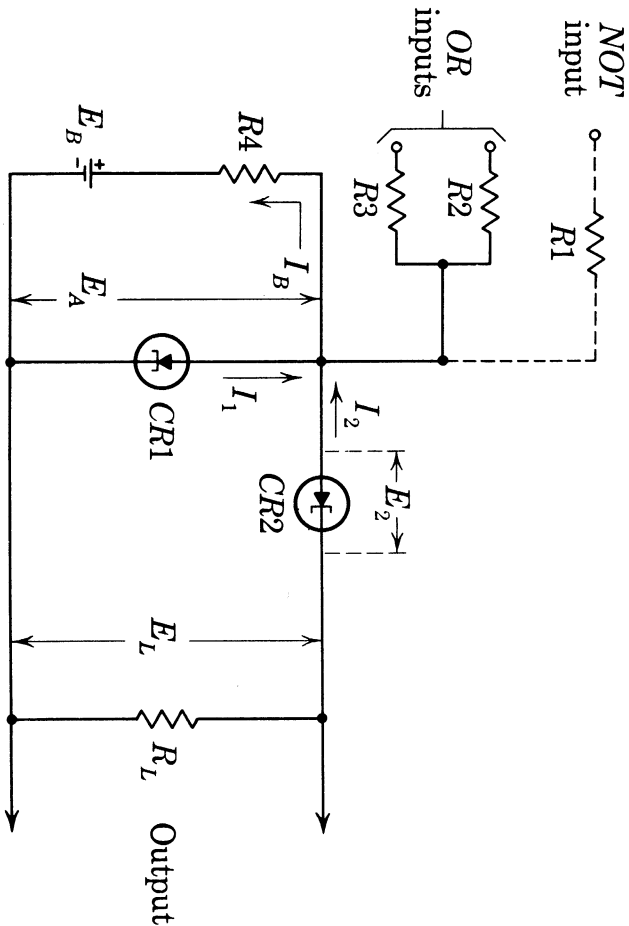 NOT
input
R1
OR
inputs
R2
R3
R4
E_B
+
-
I_B
E_A
I_1
CR1
I_2
E_2
CR2
E_L
R_L
Output